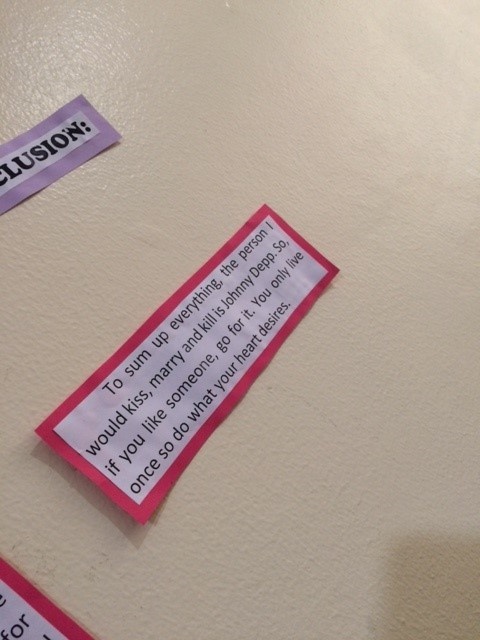 CLUSION:
To sum up everything, the person I
would kiss, marry and kill is Johnny Depp. So,
if you like someone, go for it. You only live
once so do what your heart desires.
for